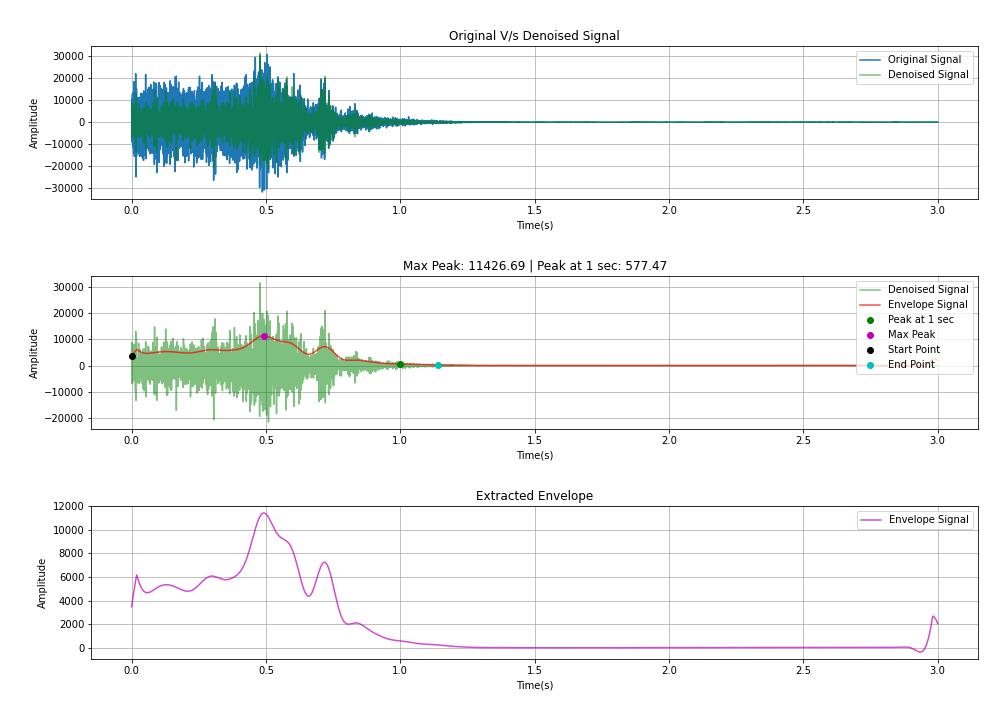 Original V/s Denoised Signal
Amplitude
30000
20000
10000
0
−10000
−20000
−30000
Original Signal
Denoised Signal
0.0 0.5 1.0 1.5 2.0 2.5 3.0
Time(s)
Max Peak: 11426.69 | Peak at 1 sec: 577.47
Amplitude
30000
20000
10000
0
−10000
−20000
Denoised Signal
Envelope Signal
Peak at 1 sec
Max Peak
Start Point
End Point
0.0 0.5 1.0 1.5 2.0 2.5 3.0
Time(s)
Extracted Envelope
Amplitude
12000
10000
8000
6000
4000
2000
0
Envelope Signal
0.0 0.5 1.0 1.5 2.0 2.5 3.0
Time(s)